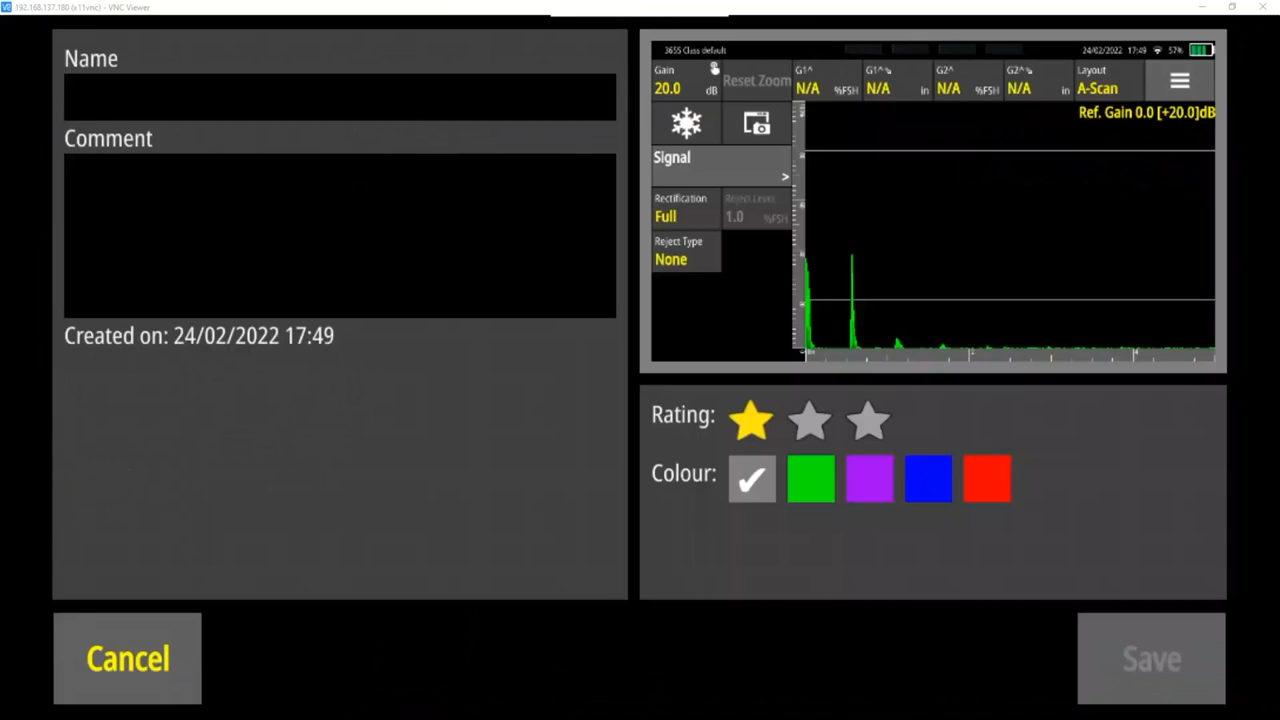 192.168.137.180 (x11vnc) - VNC Viewer
Name
Comment
Created on: 24/02/2022 17:49
3655 Class default
24/02/2022 17:49 57%
Gain
20.0 dB
Reset Zoom
G1^
N/A %FSH
G1^↘
N/A in
G2^
N/A %FSH
G2^↘
N/A in
Layout
A-Scan
Ref. Gain 0.0 [+20.0]dB
Signal
>
Rectification
Full
Reject Level
1.0 %FSH
Reject Type
None
Rating:
Colour:
Cancel
Save